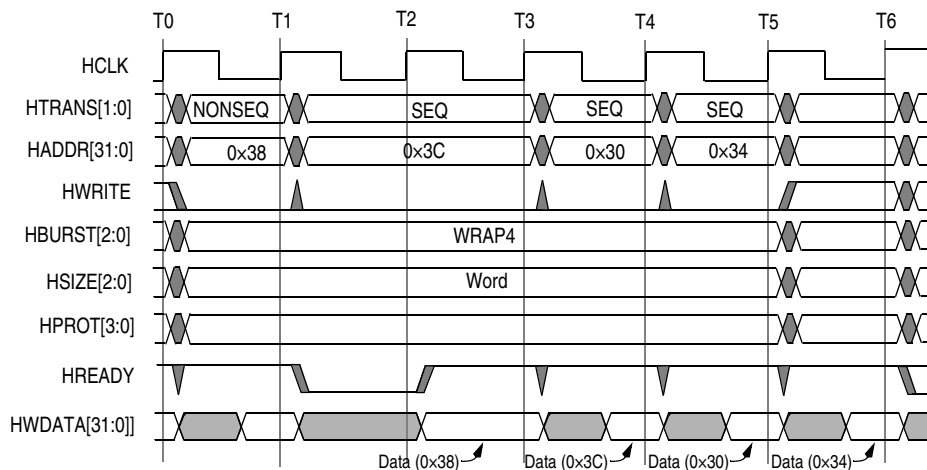 T0 T1 T2 T3 T4 T5 T6
HCLK
HTRANS[1:0] NONSEQ SEQ SEQ SEQ
HADDR[31:0] 0×38 0×3C 0×30 0×34
HWRITE
HBURST[2:0] WRAP4
HSIZE[2:0] Word
HPROT[3:0]
HREADY
HWDATA[31:0]]
Data (0×38) Data (0×3C) Data (0×30) Data (0×34)